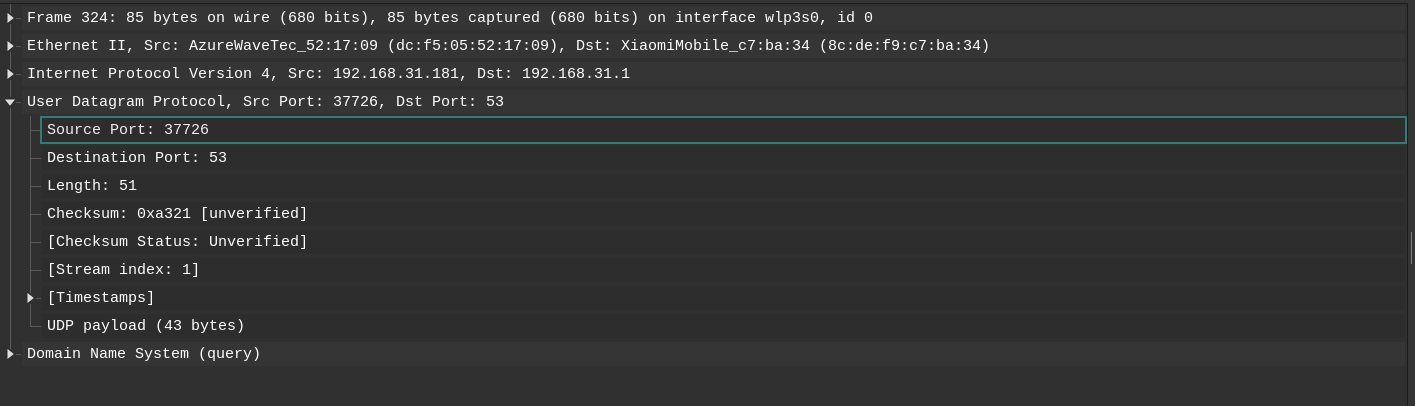 Frame 324: 85 bytes on wire (680 bits), 85 bytes captured (680 bits) on interface wlp3s0, id 0
Ethernet II, Src: AzureWaveTec_52:17:09 (dc:f5:05:52:17:09), Dst: XiaomiMobile_c7:ba:34 (8c:de:f9:c7:ba:34)
Internet Protocol Version 4, Src: 192.168.31.181, Dst: 192.168.31.1
User Datagram Protocol, Src Port: 37726, Dst Port: 53
Source Port: 37726
Destination Port: 53
Length: 51
Checksum: 0xa321 [unverified]
[Checksum Status: Unverified]
[Stream index: 1]
[Timestamps]
UDP payload (43 bytes)
Domain Name System (query)